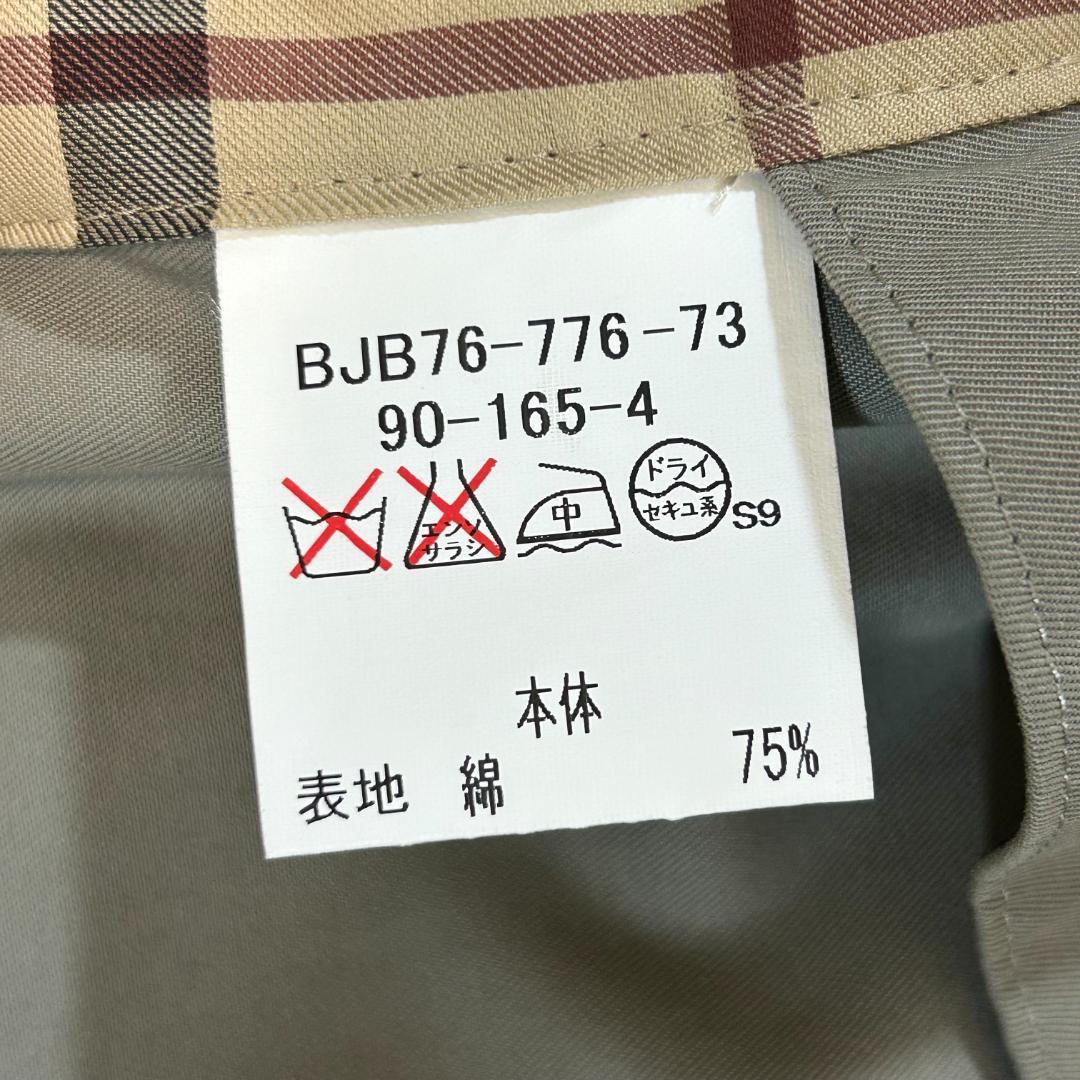 BJB76-776-73
90-165-4
エンソ
サラシ
中
ドライ
セキユ系
S9
本体
表地 綿 75%